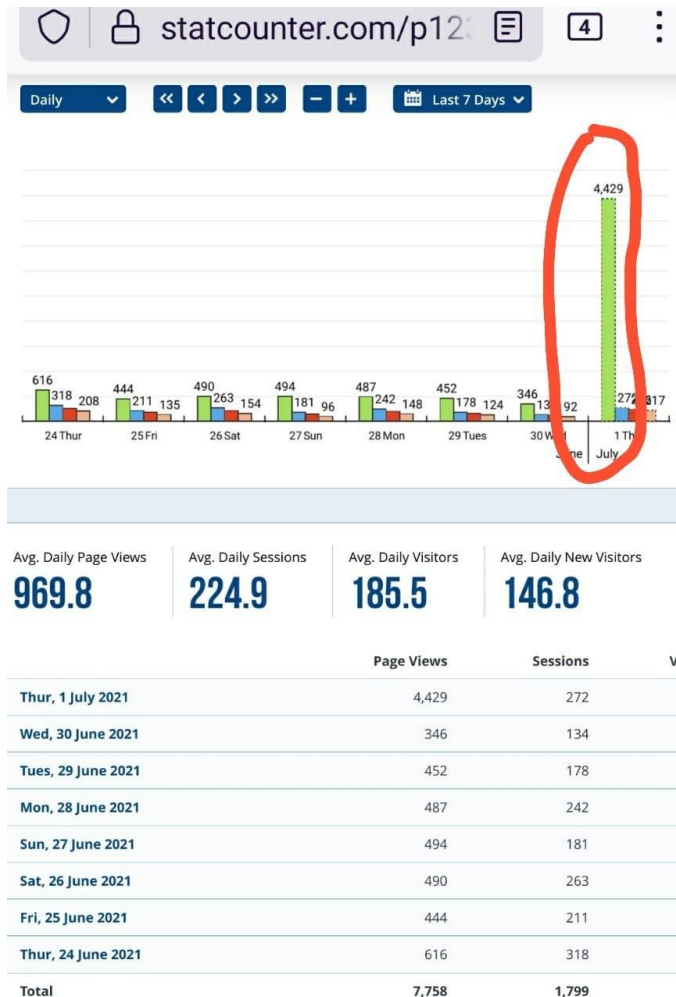 statcounter.com/p12
4
Daily
Last 7 Days
4,429
616
318
208
444
211
135
490
263
154
494
181
96
487
242
148
452
178
124
346
92
24 Thur
25 Fri
26 Sat
27 Sun
28 Mon
29 Tues
July
Avg. Daily Page Views
969.8
Avg. Daily Sessions
224.9
Avg. Daily Visitors
185.5
Avg. Daily New Visitors
146.8
Page Views Sessions V
Thur, 1 July 2021 4,429 272
Wed, 30 June 2021 346 134
Tues, 29 June 2021 452 178
Mon, 28 June 2021 487 242
Sun, 27 June 2021 494 181
Sat, 26 June 2021 490 263
Fri, 25 June 2021 444 211
Thur, 24 June 2021 616 318
Total 7,758 1,799